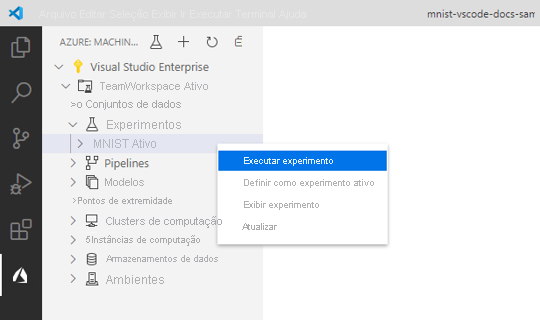 Arquivo Editar Seleção Exibir Ir Executar Terminal Ajuda
mnist-vscode-docs-sam
AZURE: MACHIN...
Visual Studio Enterprise
TeamWorkspace Ativo
>o Conjuntos de dados
Experimentos
MNIST Ativo
Executar experimento
Pipelines
Definir como experimento ativo
Modelos
>Pontos de extremidade
Exibir experimento
Clusters de computação
Atualizar
5Instâncias de computação
Armazenamentos de dados
Ambientes